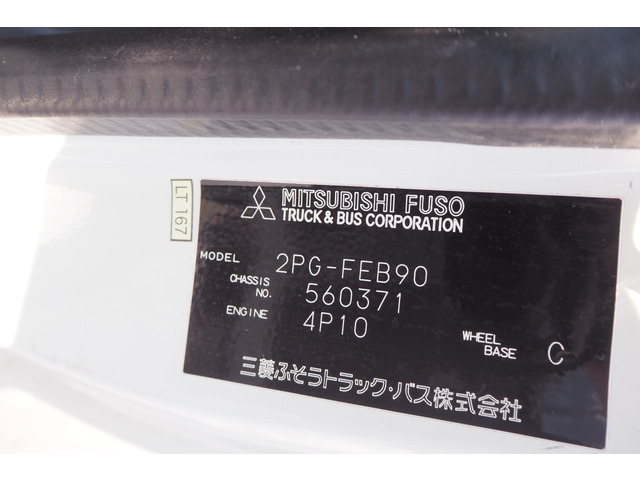 LT167
MITSUBISHI FUSO
TRUCK & BUS CORPORATION
MODEL 2PG-FEB90
CHASSIS NO. 560371
ENGINE 4P10
WHEEL BASE C
三菱ふそうトラック・バス株式会社